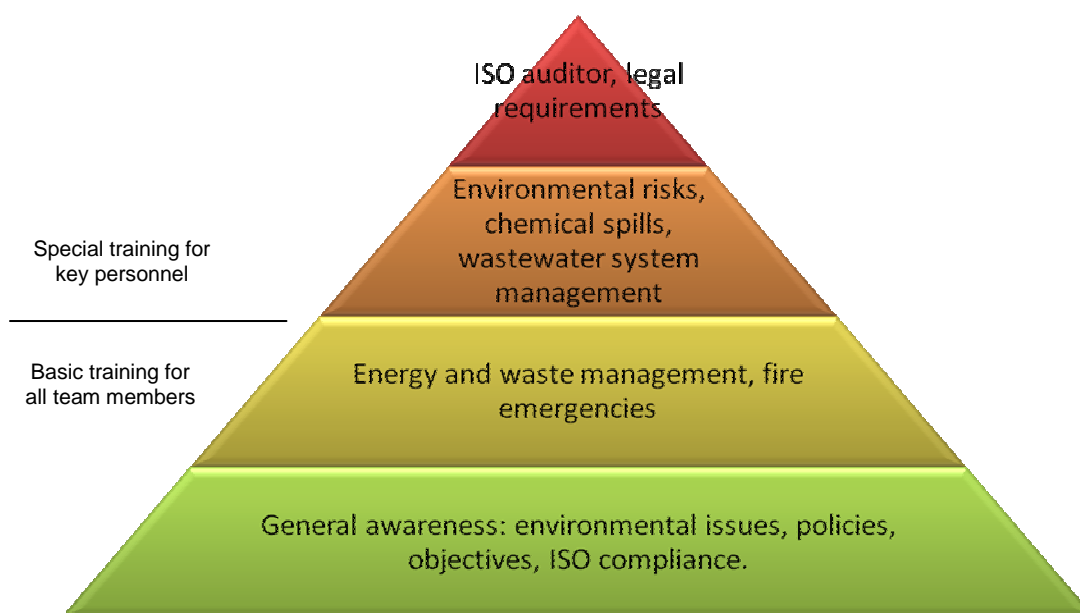 ISO auditor, legal
requirements
Environmental risks,
chemical spills,
wastewater system
management
Special training for
key personnel
Basic training for
all team members
Energy and waste management, fire
emergencies
General awareness: environmental issues, policies,
objectives, ISO compliance.